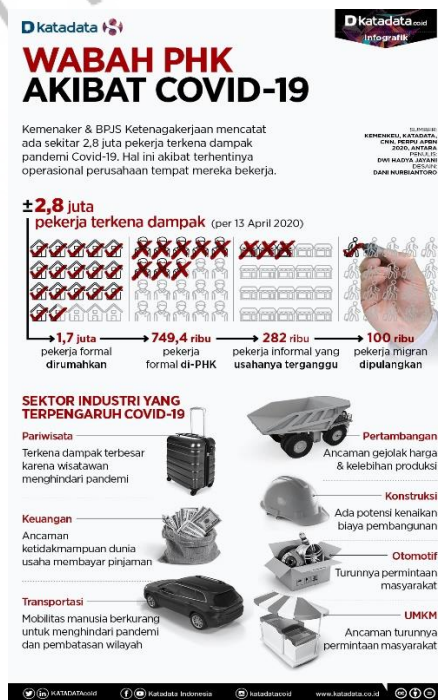 katadata
katadata.co.id
Infografik
WABAH PHK
AKIBAT COVID-19
Kemenaker & BPJS Ketenagakerjaan mencatat
ada sekitar 2,8 juta pekerja terkena dampak
pandemi Covid-19. Hal ini akibat terhentinya
operasional perusahaan tempat mereka bekerja.
SUMBER:
KEMENKEU, KATADATA,
CNN, PERPU APBN
2020, ANTARA
PENULIS:
DWI HADYA JAYANI
DESAIN:
DANI NURBIANTORO
±2,8 juta
pekerja terkena dampak (per 13 April 2020)
1,7 juta
pekerja formal
dirumahkan
749,4 ribu
pekerja
formal di-PHK
282 ribu
pekerja informal yang
usahanya terganggu
100 ribu
pekerja migran
dipulangkan
SEKTOR INDUSTRI YANG
TERPENGARUH COVID-19
Pariwisata
Terkena dampak terbesar
karena wisatawan
menghindari pandemi
Keuangan
Ancaman
ketidakmampuan dunia
usaha membayar pinjaman
Transportasi
Mobilitas manusia berkurang
untuk menghindari pandemi
dan pembatasan wilayah
Pertambangan
Ancaman gejolak harga
& kelebihan produksi
Konstruksi
Ada potensi kenaikan
biaya pembangunan
Otomotif
Turunnya permintaan
masyarakat
UMKM
Ancaman turunnya
permintaan masyarakat
KATADATAcoid
Katadata Indonesia
katadatacoid
www.katadata.co.id